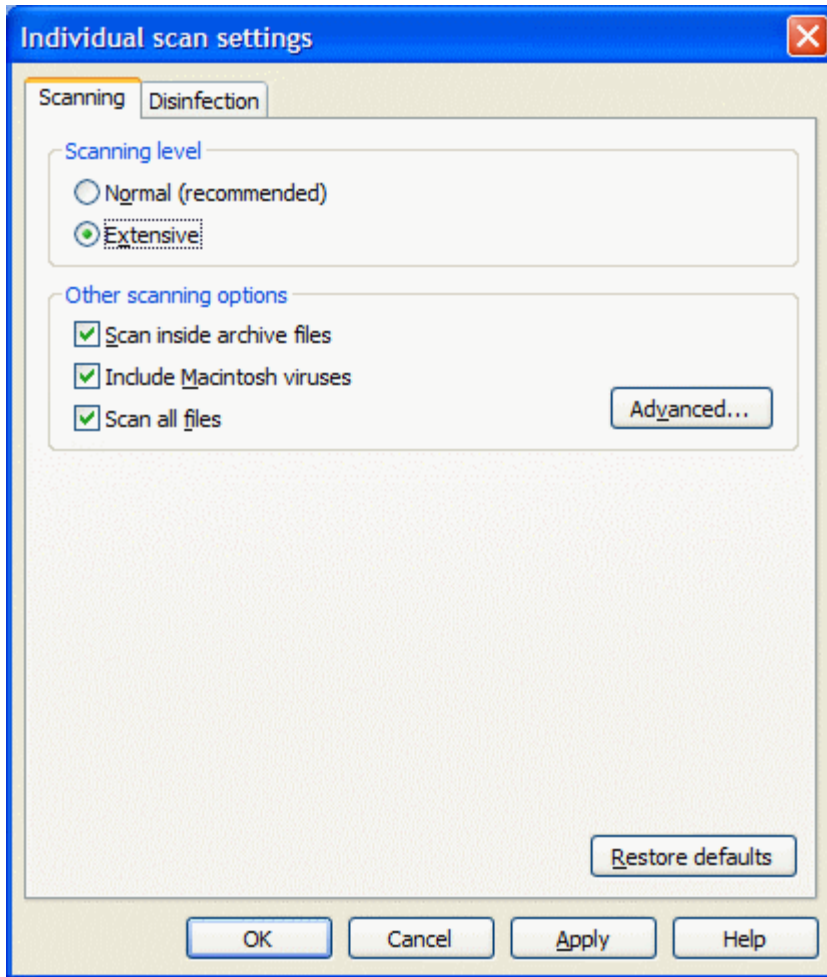 Individual scan settings
Scanning Disinfection
Scanning level
Normal (recommended)
Extensive
Other scanning options
Scan inside archive files
Include Macintosh viruses
Scan all files
Advanced...
Restore defaults
OK Cancel Apply Help